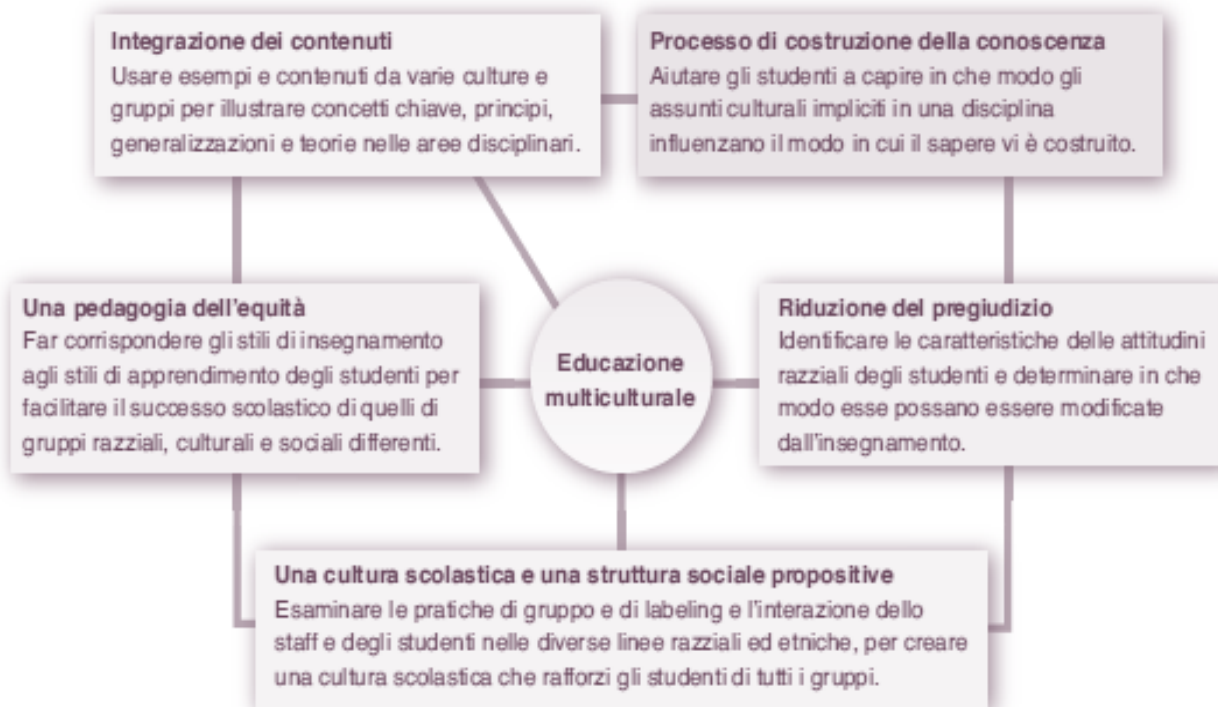 Integrazione dei contenuti
Usare esempi e contenuti da varie culture e
gruppi per illustrare concetti chiave, principi,
generalizzazioni e teorie nelle aree disciplinari.
Processo di costruzione della conoscenza
Aiutare gli studenti a capire in che modo gli
assunti culturali impliciti in una disciplina
influenzano il modo in cui il sapere vi è costruito.
Una pedagogia dell'equità
Far corrispondere gli stili di insegnamento
agli stili di apprendimento degli studenti per
facilitare il successo scolastico di quelli di
gruppi razziali, culturali e sociali differenti.
Educazione
multiculturale
Riduzione del pregiudizio
Identificare le caratteristiche delle attitudini
razziali degli studenti e determinare in che
modo esse possano essere modificate
dall'insegnamento.
Una cultura scolastica e una struttura sociale propositive
Esaminare le pratiche di gruppo e di labeling e l'interazione dello
staff e degli studenti nelle diverse linee razziali ed etniche, per creare
una cultura scolastica che rafforzi gli studenti di tutti i gruppi.